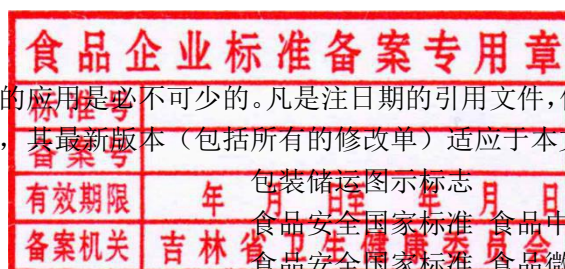 食品企业标准备案专用章
的应用是必不可少的。凡是注日期的引用文件，
标准号
，其最新版本（包括所有的修改单）适应于本
备案号
包装储运图示标志
有效期限 年 月 日至 年 月 日
食品安全国家标准 食品中
备案机关 吉林省卫生健康委员会
食品安全国家标准 食品微